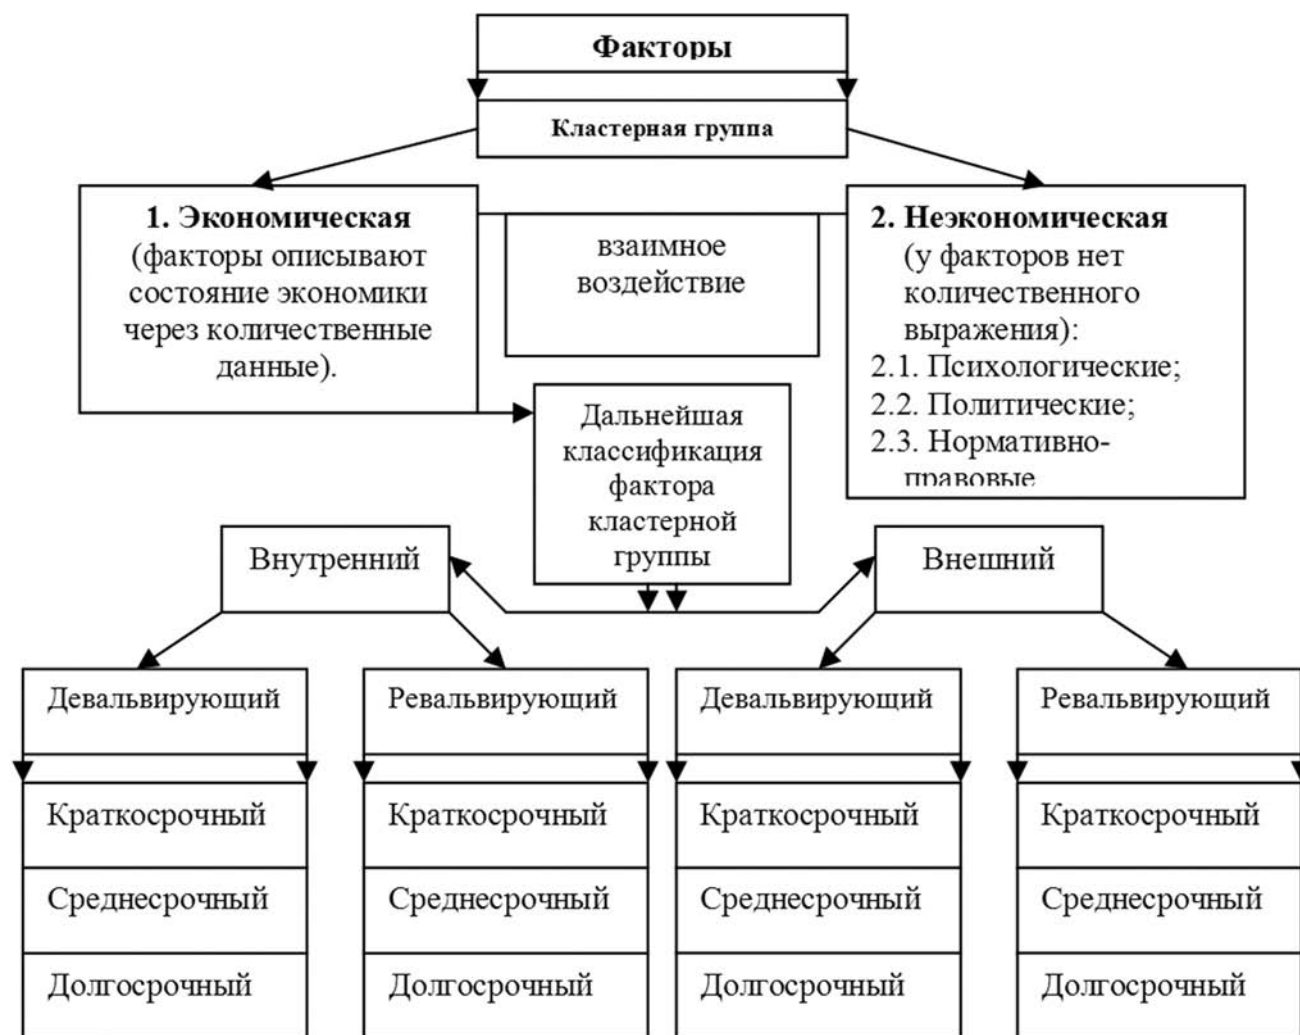 Факторы
Кластерная группа
1. Экономическая
(факторы описывают
состояние экономики
через количественные
данные).
взаимное
воздействие
2. Неэкономическая
(у факторов нет
количественного
выражения):
2.1. Психологические;
2.2. Политические;
2.3. Нормативно-
правовые
Дальнейшая
классификация
фактора
кластерной
группы
Внутренний
Внешний
Девальвирующий
Ревальвирующий
Девальвирующий
Ревальвирующий
Краткосрочный
Краткосрочный
Краткосрочный
Краткосрочный
Среднесрочный
Среднесрочный
Среднесрочный
Среднесрочный
Долгосрочный
Долгосрочный
Долгосрочный
Долгосрочный